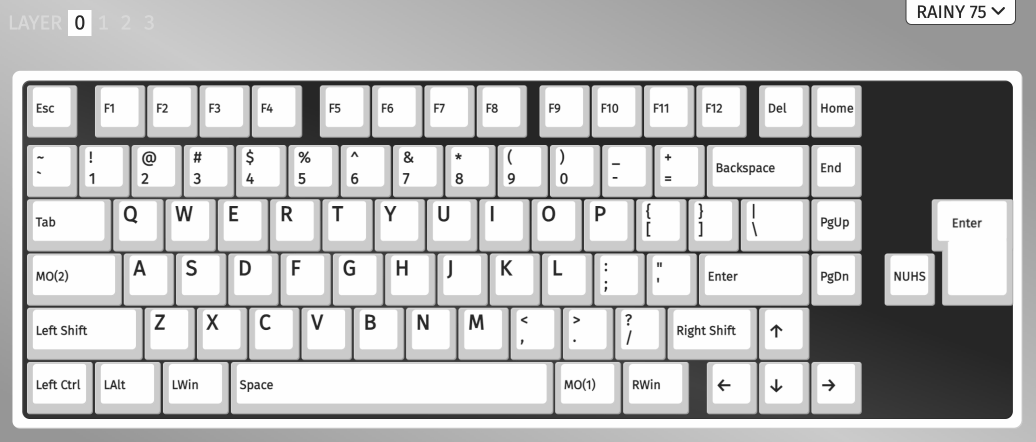 LAYER 0 1 2 3
RAINY 75
Esc F1 F2 F3 F4 F5 F6 F7 F8 F9 F10 F11 F12 Del Home
~ ! @ # $ % ^ & * ( ) _ +
` 1 2 3 4 5 6 7 8 9 0 - = Backspace End
Tab Q W E R T Y U I O P { } | PgUp Enter
[ ] \
MO(2) A S D F G H J K L : " Enter PgDn NUHS
; '
Left Shift Z X C V B N M < > ? Right Shift ↑
, . /
Left Ctrl LAlt LWin Space MO(1) RWin ← ↓ →